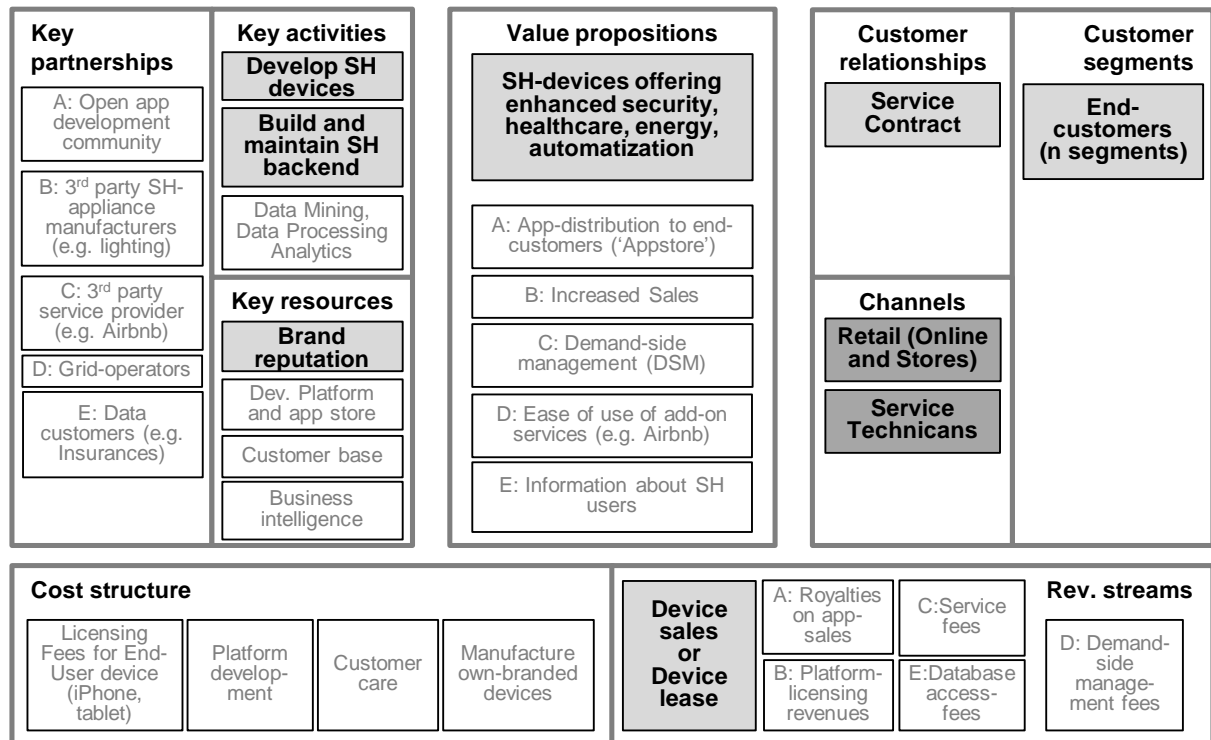 Key
partnerships
A: Open app
development
community
B: 3rd party SH-
appliance
manufacturers
(e.g. lighting)
C: 3rd party
service provider
(e.g. Airbnb)
D: Grid-operators
E: Data
customers (e.g.
Insurances)
Key activities
Develop SH
devices
Build and
maintain SH
backend
Data Mining,
Data Processing
Analytics
Key resources
Brand
reputation
Dev. Platform
and app store
Customer base
Business
intelligence
Value propositions
SH-devices offering
enhanced security,
healthcare, energy,
automatization
A: App-distribution to end-
customers (‘Appstore’)
B: Increased Sales
C: Demand-side
management (DSM)
D: Ease of use of add-on
services (e.g. Airbnb)
E: Information about SH
users
Customer
relationships
Service
Contract
Channels
Retail (Online
and Stores)
Service
Technicans
Customer
segments
End-
customers
(n segments)
Cost structure
Licensing
Fees for End-
User device
(iPhone,
tablet)
Platform
develop-
ment
Customer
care
Manufacture
own-branded
devices
Device
sales
or
Device
lease
A: Royalties
on app-
sales
B: Platform-
licensing
revenues
C:Service
fees
E:Database
access-
fees
Rev. streams
D: Demand-
side
manage-
ment fees